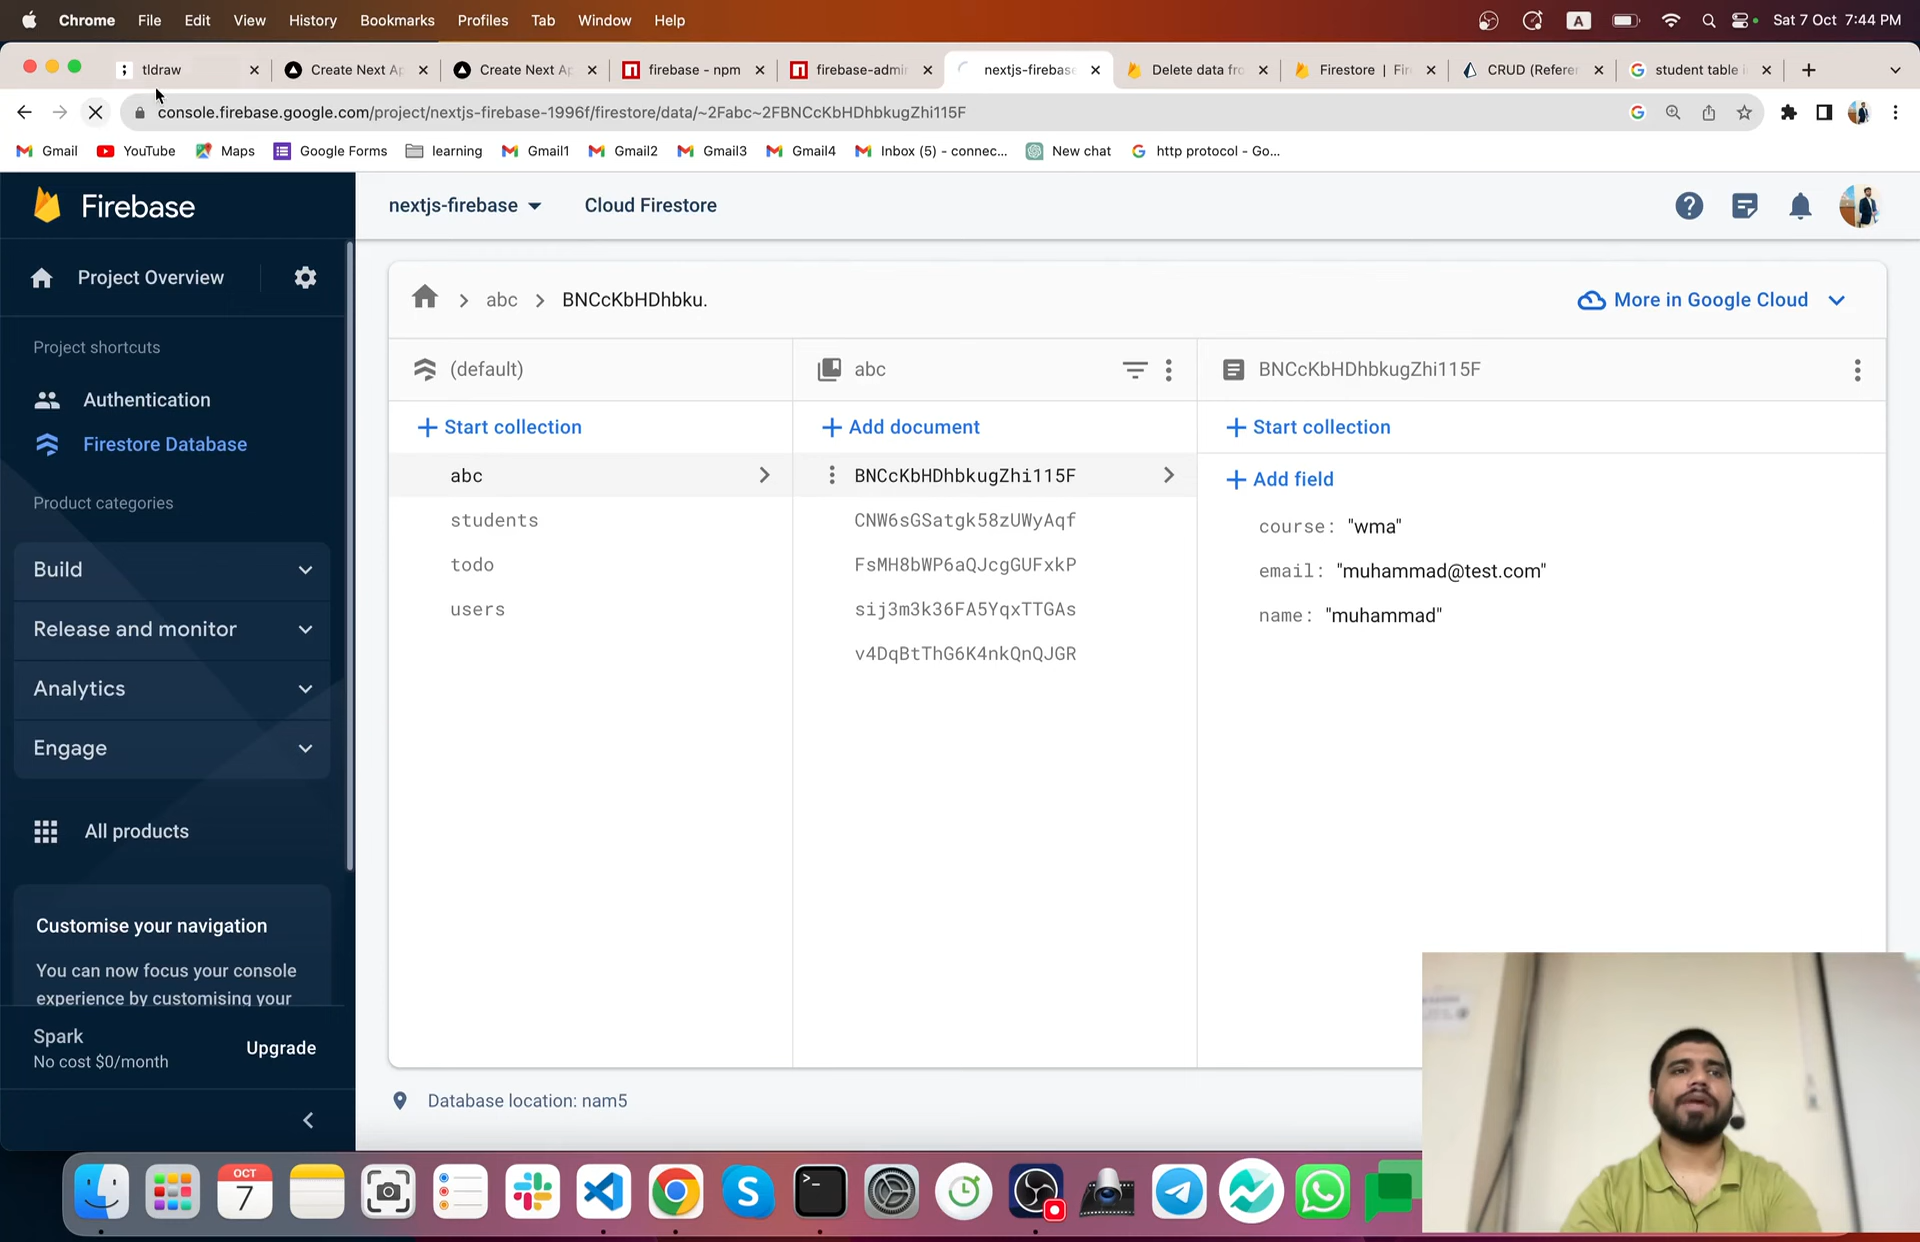 Chrome File Edit View History Bookmarks Profiles Tab Window Help A Sat 7 Oct 7:44 PM
tldraw Create Next Ap Create Next Ap firebase - npm firebase-admin nextjs-firebase Delete data fro Firestore | Fir CRUD (Referen student table i
console.firebase.google.com/project/nextjs-firebase-1996f/firestore/data/~2Fabc~2FBNCcKbHDhbkugZhi115F
Gmail YouTube Maps Google Forms learning Gmail1 Gmail2 Gmail3 Gmail4 Inbox (5) - connec... New chat http protocol - Go...
Firebase
nextjs-firebase Cloud Firestore
Project Overview
Project shortcuts
Authentication
Firestore Database
Product categories
Build
Release and monitor
Analytics
Engage
All products
Customise your navigation
You can now focus your console
experience by customising your
Spark
No cost $0/month
Upgrade
abc BNCcKbHDhbku.
More in Google Cloud
(default)
Start collection
abc
students
todo
users
abc
Add document
BNCcKbHDhbkugZhi115F
CNW6sGSatgk58zUWyAqf
FsMH8bWP6aQJcgGUFxkP
sij3m3k36FA5YqxTTGAs
v4DqBtThG6K4nkQnQJGR
BNCcKbHDhbkugZhi115F
Start collection
Add field
course: "wma"
email: "muhammad@test.com"
name: "muhammad"
Database location: nam5
OCT
7